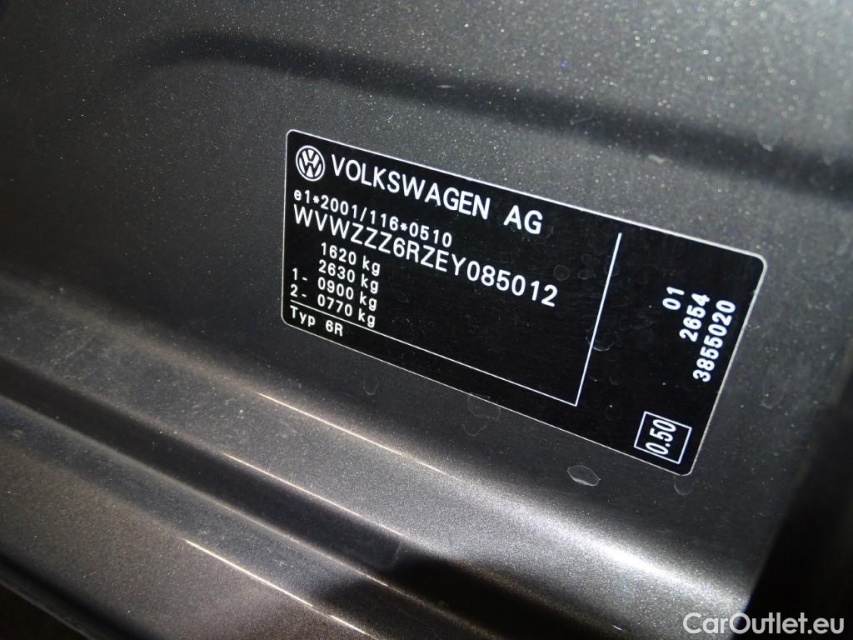 VOLKSWAGEN AG
e1*2001/116*0510
WVWZZZ6RZEY085012
1620 kg
2630 kg
1- 0900 kg
2- 0770 kg
Typ 6R
01
2654
3855020
0.50
CarOutlet.eu